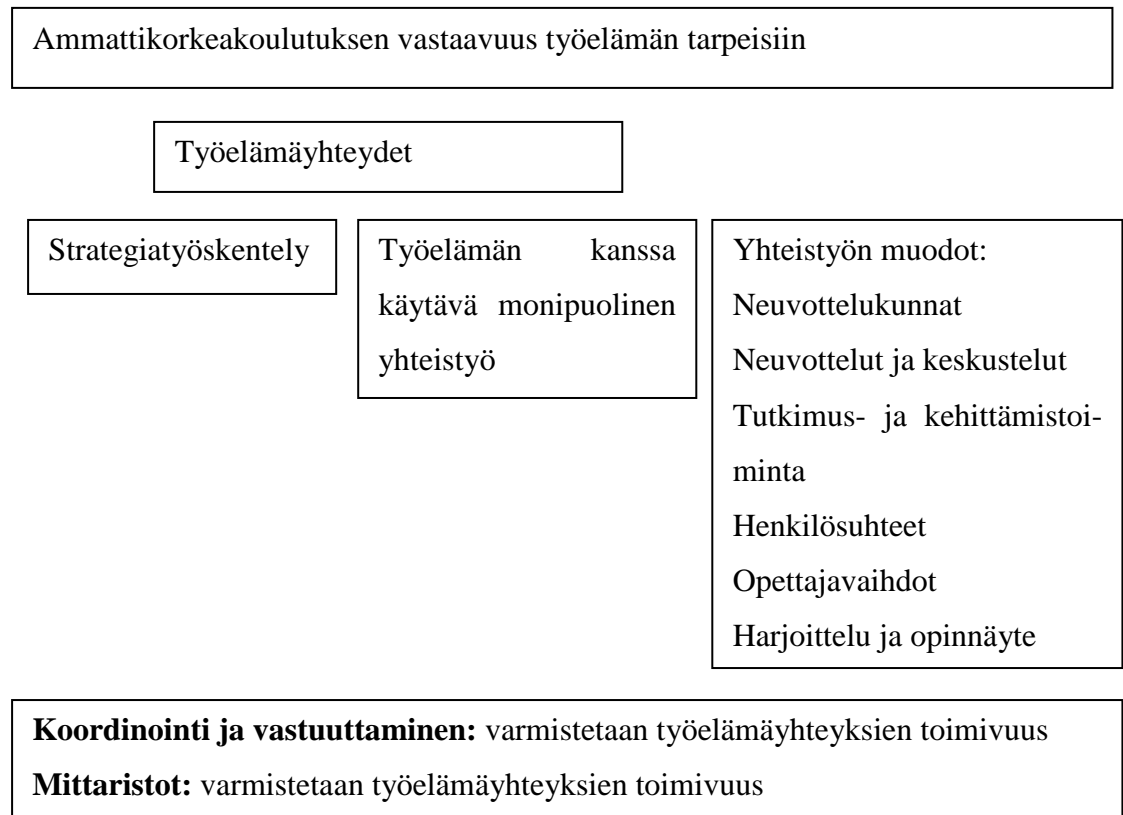 Ammattikorkeakoulutuksen vastaavuus työelämän tarpeisiin
Työelämäyhteydet
Strategiatyöskentely
Työelämän kanssa
käytävä monipuolinen
yhteistyö
Yhteistyön muodot:
Neuvottelukunnat
Neuvottelut ja keskustelut
Tutkimus- ja kehittämistoi-
minta
Henkilösuhteet
Opettajavaihdot
Harjoittelu ja opinnäyte
Koordinointi ja vastuuttaminen: varmistetaan työelämäyhteyksien toimivuus
Mittaristot: varmistetaan työelämäyhteyksien toimivuus